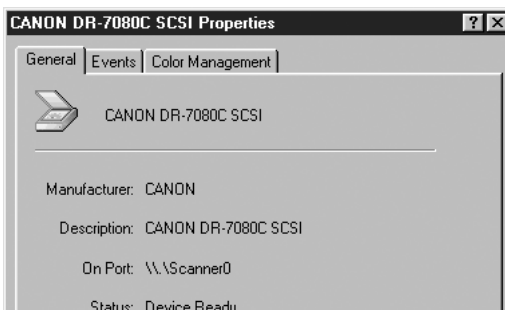 CANON DR-7080C SCSI Properties
General Events Color Management
CANON DR-7080C SCSI
Manufacturer: CANON
Description: CANON DR-7080C SCSI
On Port: \\.\Scanner0
Status: Device Ready